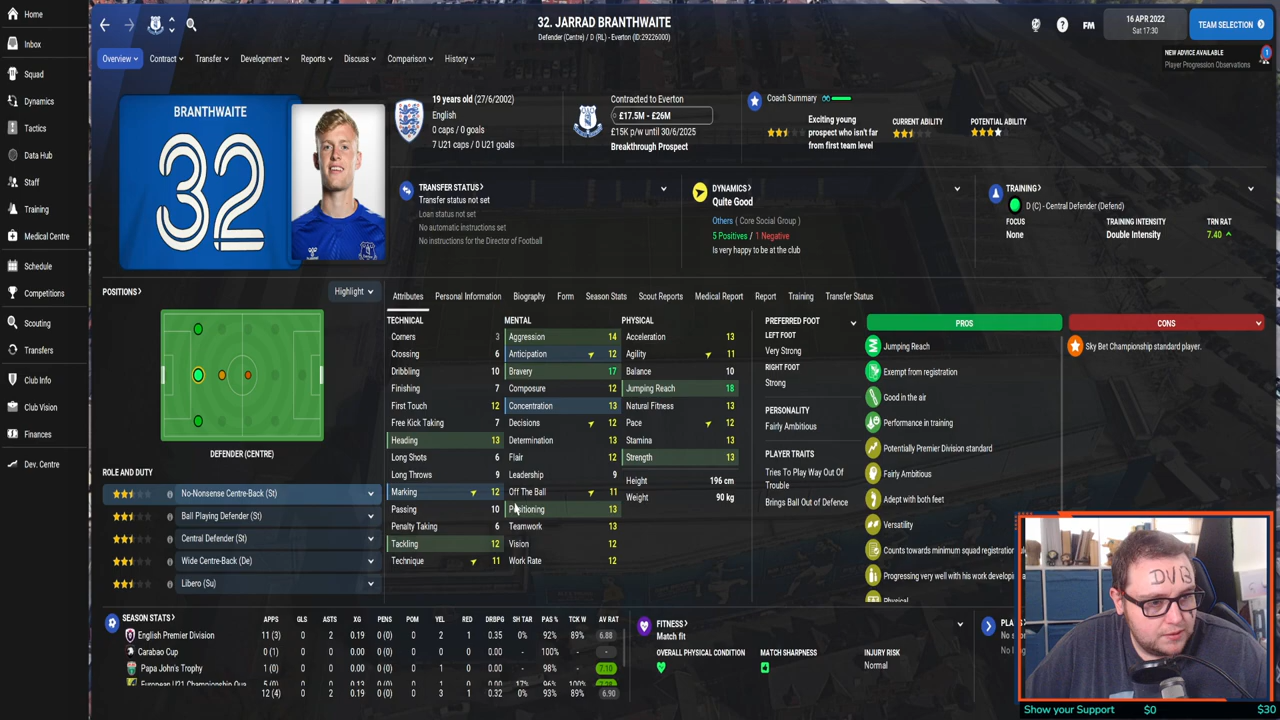 Home
Inbox
Squad
Dynamics
Tactics
Data Hub
Staff
Training
Medical Centre
Schedule
Competitions
Scouting
Transfers
Club Info
Club Vision
Finances
Dev. Centre
32. JARRAD BRANTHWAITE
Defender (Centre) / D (RL) - Everton (ID:29226000)
FM
16 APR 2022
Sat 17:30
TEAM SELECTION
NEW ADVICE AVAILABLE
Player Progression Observations
1
Overview Contract Transfer Development Reports Discuss Comparison History
BRANTHWAITE
32
19 years old (27/6/2002)
English
0 caps / 0 goals
7 U21 caps / 0 U21 goals
Contracted to Everton
£17.5M - £26M
£15K p/w until 30/6/2025
Breakthrough Prospect
Coach Summary
Exciting young
prospect who isn't far
from first team level
CURRENT ABILITY
POTENTIAL ABILITY
TRANSFER STATUS
Transfer status not set
Loan status not set
No automatic instructions set
No instructions for the Director of Football
DYNAMICS
Quite Good
Others ( Core Social Group )
5 Positives / 1 Negative
Is very happy to be at the club
TRAINING
D (C) - Central Defender (Defend)
FOCUS TRAINING INTENSITY TRN RAT
None Double Intensity 7.40
POSITIONS
Highlight
DEFENDER (CENTRE)
ROLE AND DUTY
No-Nonsense Centre-Back (St)
Ball Playing Defender (St)
Central Defender (St)
Wide Centre-Back (De)
Libero (Su)
Attributes Personal Information Biography Form Season Stats Scout Reports Medical Report Report Training Transfer Status
TECHNICAL
Corners 3
Crossing 6
Dribbling 10
Finishing 7
First Touch 12
Free Kick Taking 7
Heading 13
Long Shots 6
Long Throws 9
Marking 12
Passing 10
Penalty Taking 6
Tackling 12
Technique 11
MENTAL
Aggression 14
Anticipation 12
Bravery 17
Composure 12
Concentration 13
Decisions 12
Determination 13
Flair 12
Leadership 9
Off The Ball 11
Positioning 13
Teamwork 13
Vision 12
Work Rate 12
PHYSICAL
Acceleration 13
Agility 11
Balance 10
Jumping Reach 18
Natural Fitness 13
Pace 12
Stamina 13
Strength 13
Height 196 cm
Weight 90 kg
PREFERRED FOOT
LEFT FOOT
Very Strong
RIGHT FOOT
Strong
PERSONALITY
Fairly Ambitious
PLAYER TRAITS
Tries To Play Way Out Of
Trouble
Brings Ball Out of Defence
PROS
Jumping Reach
Exempt from registration
Good in the air
Performance in training
Potentially Premier Division standard
Fairly Ambitious
Adept with both feet
Versatility
Counts towards minimum squad registration
Progressing very well with his work
Physical
CONS
Sky Bet Championship standard player.
SEASON STATS APPS GLS ASTS XG PENS POM YEL RED DRBPG SH TAR PAS % TCK W AV RAT
English Premier Division 11 (3) 0 2 0.19 0 (0) 0 2 1 0.35 0% 92% 89% 6.88
Carabao Cup 0 (1) 0 0 0.00 0 (0) 0 0 0 0.00 - 100% - -
Papa John's Trophy 1 (0) 0 0 0.00 0 (0) 0 1 0 0.00 - 98% - 7.10
12 (4) 0 2 0.19 0 (0) 0 3 1 0.32 0% 93% 89% 6.90
FITNESS
Match fit
OVERALL PHYSICAL CONDITION MATCH SHARPNESS INJURY RISK
Normal
DVB
Show your Support $0 $30